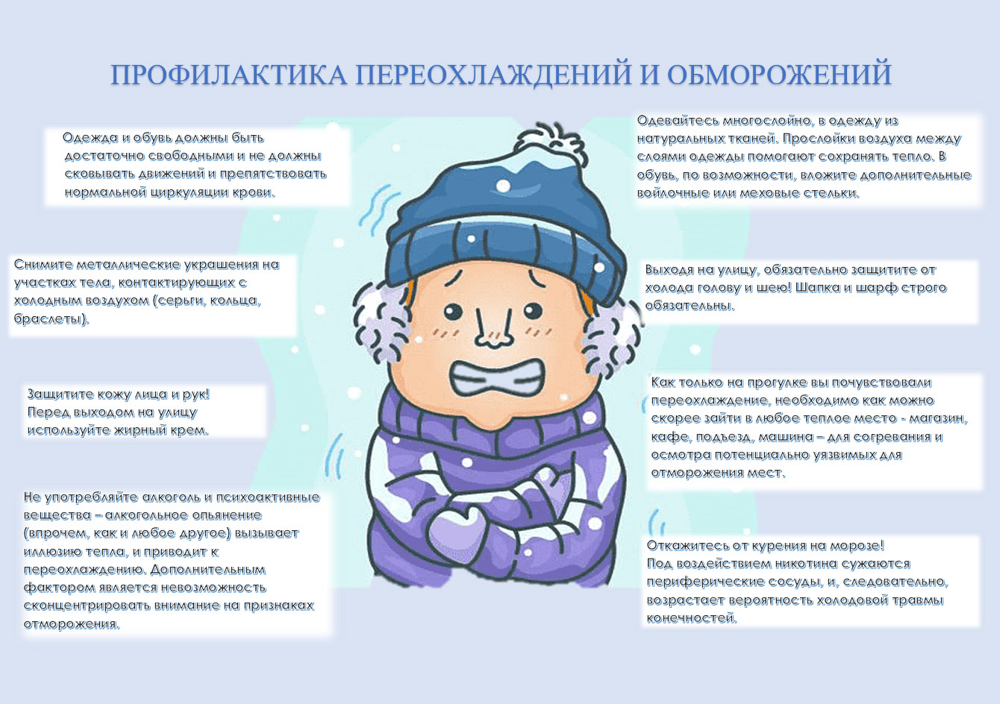 ПРОФИЛАКТИКА ПЕРЕОХЛАЖДЕНИЙ И ОБМОРОЖЕНИЙ
Одежда и обувь должны быть
достаточно свободными и не должны
сковывать движений и препятствовать
нормальной циркуляции крови.
Снимите металлические украшения на
участках тела, контактирующих с
холодным воздухом (серьги, кольца,
браслеты).
Защитите кожу лица и рук!
Перед выходом на улицу
используйте жирный крем.
Не употребляйте алкоголь и психоактивные
вещества – алкогольное опьянение
(впрочем, как и любое другое) вызывает
иллюзию тепла, и приводит к
переохлаждению. Дополнительным
фактором является невозможность
сконцентрировать внимание на признаках
отморожения.
Одевайтесь многослойно, в одежду из
натуральных тканей. Прослойки воздуха между
слоями одежды помогают сохранять тепло. В
обувь, по возможности, вложите дополнительные
войлочные или меховые стельки.
Выходя на улицу, обязательно защитите от
холода голову и шею! Шапка и шарф строго
обязательны.
Как только на прогулке вы почувствовали
переохлаждение, необходимо как можно
скорее зайти в любое теплое место - магазин,
кафе, подъезд, машина – для согревания и
осмотра потенциально уязвимых для
отморожения мест.
Откажитесь от курения на морозе!
Под воздействием никотина сужаются
периферические сосуды, и, следовательно,
возрастает вероятность холодовой травмы
конечностей.